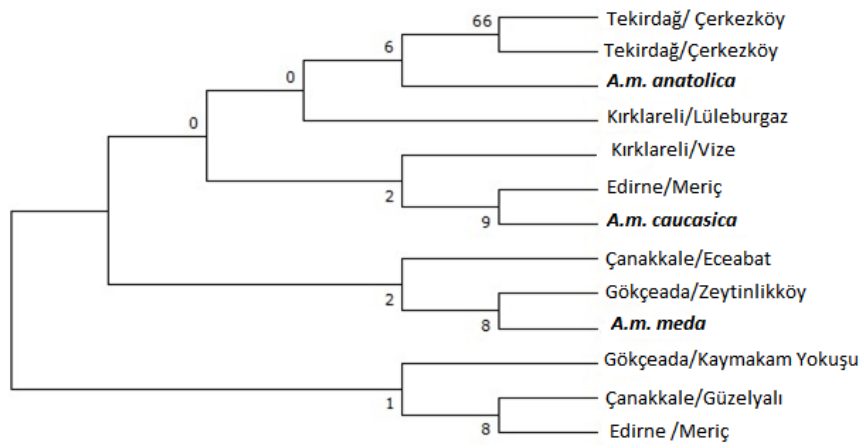 66
Tekirdağ/ Çerkezköy
6
Tekirdağ/Çerkezköy
0
A.m. anatolica
0
Kırklareli/Lüleburgaz
Kırklareli/Vize
2
Edirne/Meriç
9
A.m. caucasica
Çanakkale/Eceabat
2
Gökçeada/Zeytinlikköy
8
A.m. meda
Gökçeada/Kaymakam Yokuşu
1
Çanakkale/Güzelyalı
8
Edirne /Meriç